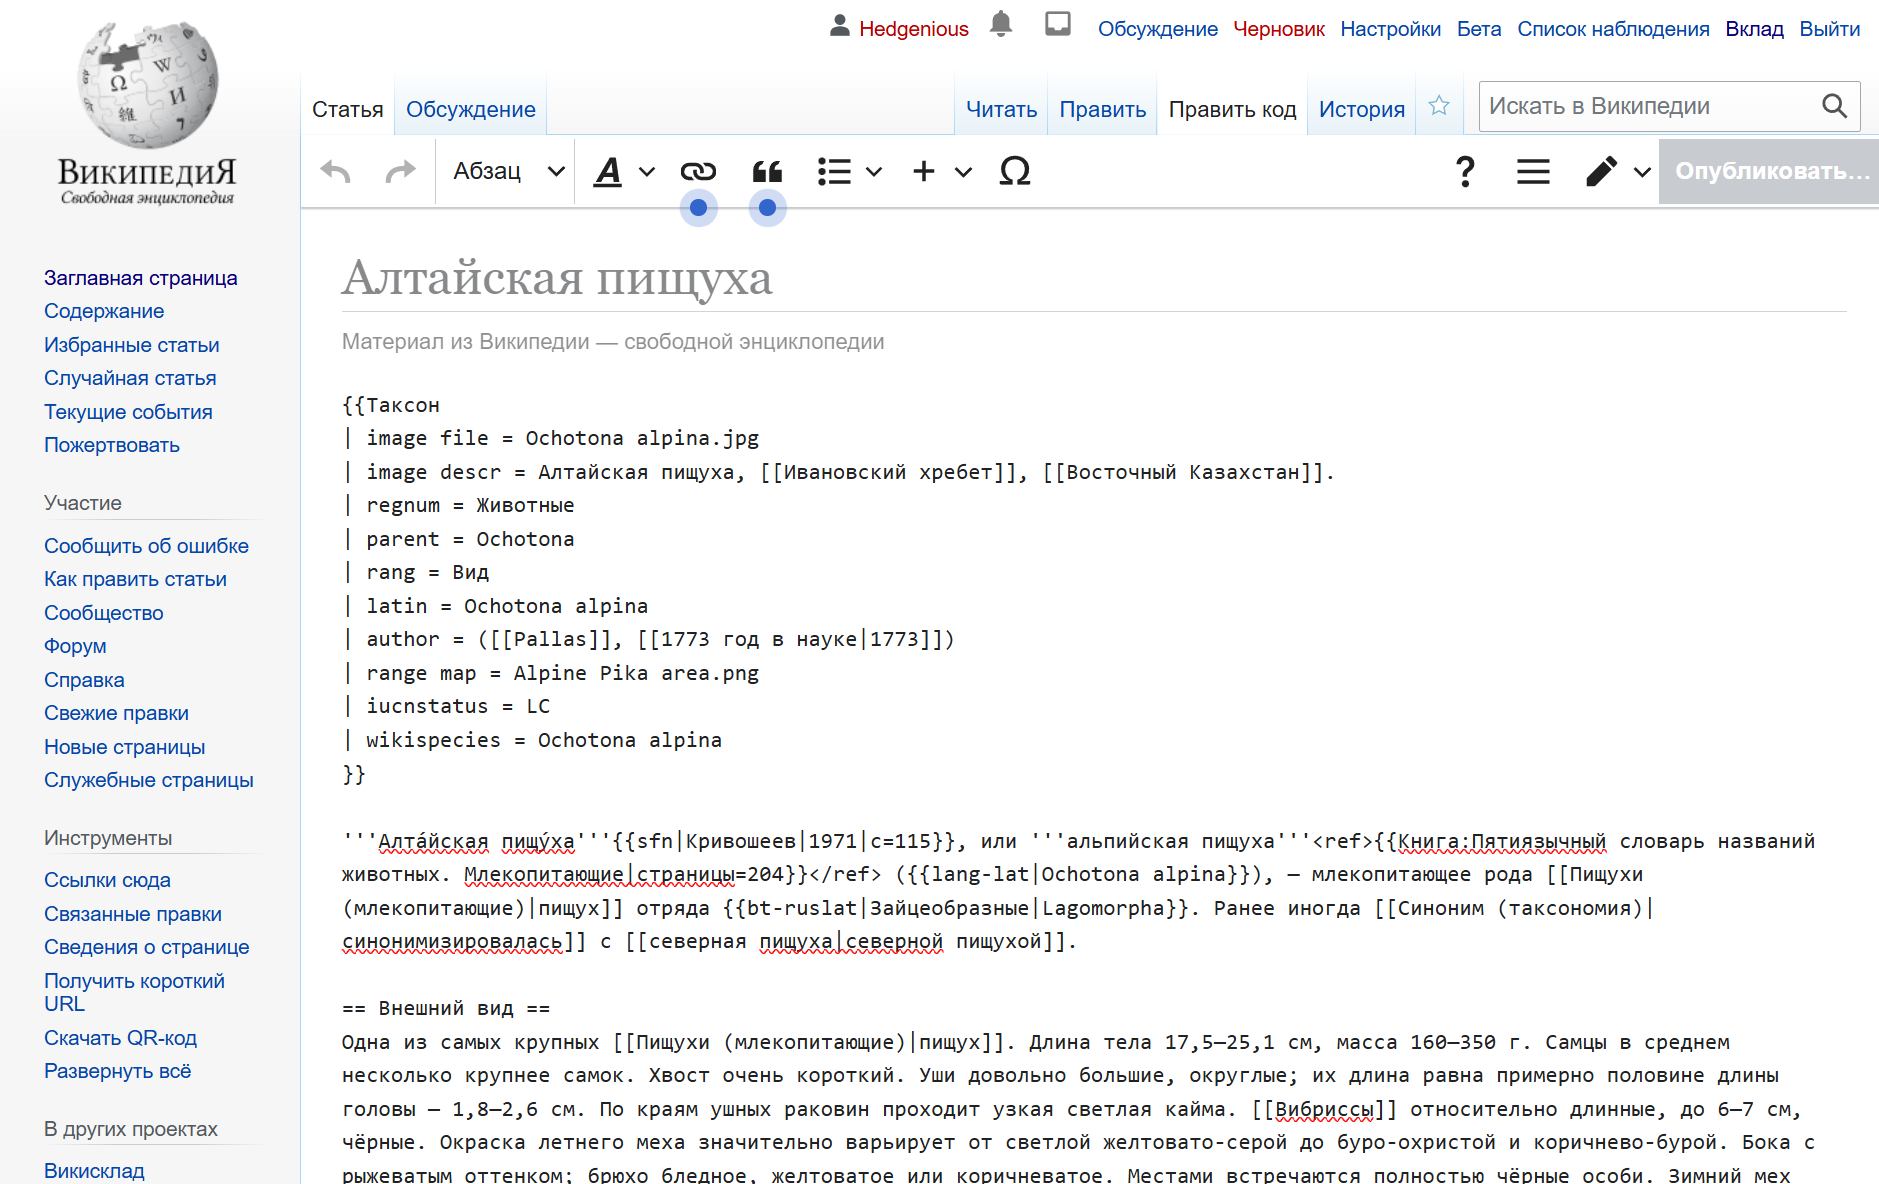 Hedgenious Обсуждение Черновик Настройки Бета Список наблюдения Вклад Выйти
Статья Обсуждение Читать Править Править код История Искать в Википедии
Абзац A Ω ? Опубликовать…
ВикипедиЯ
Свободная энциклопедия
Заглавная страница
Содержание
Избранные статьи
Случайная статья
Текущие события
Пожертвовать
Участие
Сообщить об ошибке
Как править статьи
Сообщество
Форум
Справка
Свежие правки
Новые страницы
Служебные страницы
Инструменты
Ссылки сюда
Связанные правки
Сведения о странице
Получить короткий
URL
Скачать QR-код
Развернуть всё
В других проектах
Викисклад
Алтайская пищуха
Материал из Википедии — свободной энциклопедии
{{Таксон
| image file = Ochotona alpina.jpg
| image descr = Алтайская пищуха, [[Ивановский хребет]], [[Восточный Казахстан]].
| regnum = Животные
| parent = Ochotona
| rang = Вид
| latin = Ochotona alpina
| author = ([[Pallas]], [[1773 год в науке|1773]])
| range map = Alpine Pika area.png
| iucnstatus = LC
| wikispecies = Ochotona alpina
}}
'''Алта́йская пищу́ха'''{{sfn|Кривошеев|1971|с=115}}, или '''альпийская пищуха'''<ref>{{Книга:Пятиязычный словарь названий
животных. Млекопитающие|страницы=204}}</ref> ({{lang-lat|Ochotona alpina}}), — млекопитающее рода [[Пищухи
(млекопитающие)|пищух]] отряда {{bt-ruslat|Зайцеобразные|Lagomorpha}}. Ранее иногда [[Синоним (таксономия)|
синонимизировалась]] с [[северная пищуха|северной пищухой]].
== Внешний вид ==
Одна из самых крупных [[Пищухи (млекопитающие)|пищух]]. Длина тела 17,5—25,1 см, масса 160—350 г. Самцы в среднем
несколько крупнее самок. Хвост очень короткий. Уши довольно большие, округлые; их длина равна примерно половине длины
головы — 1,8—2,6 см. По краям ушных раковин проходит узкая светлая кайма. [[Вибриссы]] относительно длинные, до 6—7 см,
чёрные. Окраска летнего меха значительно варьирует от светлой желтовато-серой до буро-охристой и коричнево-бурой. Бока с
рыжеватым оттенком; брюхо бледное, желтоватое или коричневатое. Местами встречаются полностью чёрные особи. Зимний мех